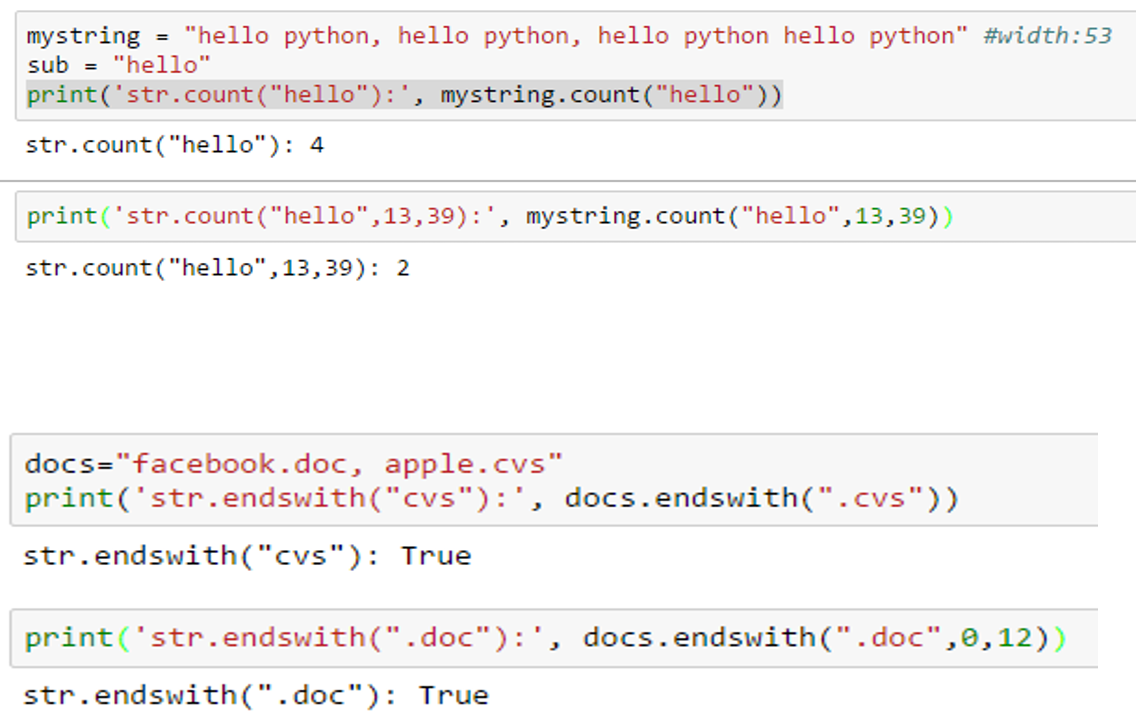 mystring = "hello python, hello python, hello python hello python" #width:53
sub = "hello"
print('str.count("hello"):', mystring.count("hello"))
str.count("hello"): 4
print('str.count("hello",13,39):', mystring.count("hello",13,39))
str.count("hello",13,39): 2
docs="facebook.doc, apple.cvs"
print('str.endswith("cvs"):', docs.endswith(".cvs"))
str.endswith("cvs"): True
print('str.endswith(".doc"):', docs.endswith(".doc",0,12))
str.endswith(".doc"): True